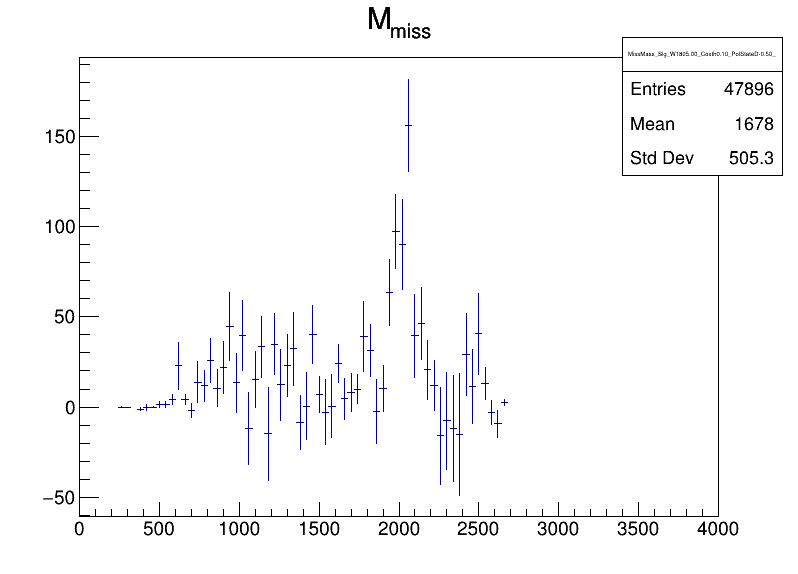 M_miss
MissMass_Sig_W1805.00_Costh0.10_PolStateD-0.50_
Entries 47896
Mean 1678
Std Dev 505.3
150
100
50
0
−50
0 500 1000 1500 2000 2500 3000 3500 4000